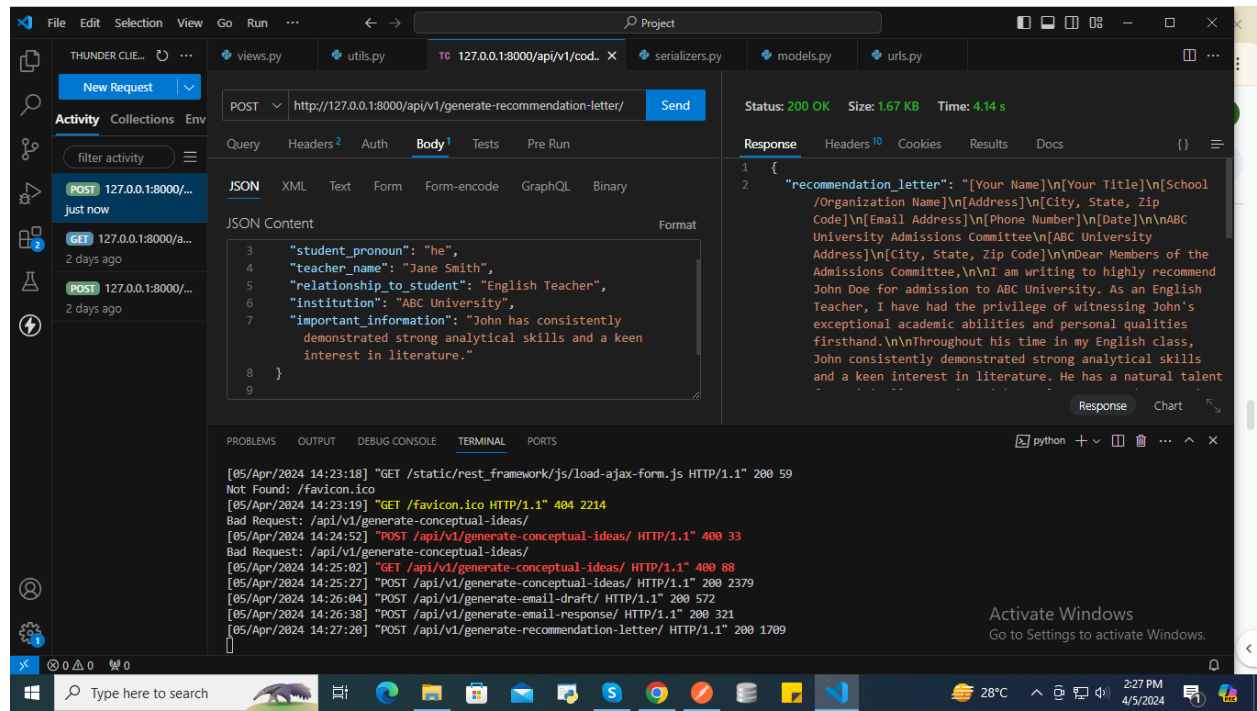 File Edit Selection View Go Run ··· ← → Project
THUNDER CLIE... ··· views.py utils.py TC 127.0.0.1:8000/api/v1/cod.. × serializers.py models.py urls.py ···
New Request
Activity Collections Env
filter activity
POST 127.0.0.1:8000/...
just now
GET 127.0.0.1:8000/a...
2 days ago
POST 127.0.0.1:8000/...
2 days ago
POST http://127.0.0.1:8000/api/v1/generate-recommendation-letter/ Send
Query Headers 2 Auth Body 1 Tests Pre Run
JSON XML Text Form Form-encode GraphQL Binary
JSON Content Format
3 "student_pronoun": "he",
4 "teacher_name": "Jane Smith",
5 "relationship_to_student": "English Teacher",
6 "institution": "ABC University",
7 "important_information": "John has consistently
demonstrated strong analytical skills and a keen
interest in literature."
8 }
9
Status: 200 OK Size: 1.67 KB Time: 4.14 s
Response Headers 10 Cookies Results Docs {}
1 {
2 "recommendation_letter": "[Your Name]\n[Your Title]\n[School
/Organization Name]\n[Address]\n[City, State, Zip
Code]\n[Email Address]\n[Phone Number]\n[Date]\n\nABC
University Admissions Committee\n[ABC University
Address]\n[City, State, Zip Code]\n\nDear Members of the
Admissions Committee,\n\nI am writing to highly recommend
John Doe for admission to ABC University. As an English
Teacher, I have had the privilege of witnessing John's
exceptional academic abilities and personal qualities
firsthand.\n\nThroughout his time in my English class,
John consistently demonstrated strong analytical skills
and a keen interest in literature. He has a natural talent
Response Chart
PROBLEMS OUTPUT DEBUG CONSOLE TERMINAL PORTS python
[05/Apr/2024 14:23:18] "GET /static/rest_framework/js/load-ajax-form.js HTTP/1.1" 200 59
Not Found: /favicon.ico
[05/Apr/2024 14:23:19] "GET /favicon.ico HTTP/1.1" 404 2214
Bad Request: /api/v1/generate-conceptual-ideas/
[05/Apr/2024 14:24:52] "POST /api/v1/generate-conceptual-ideas/ HTTP/1.1" 400 33
Bad Request: /api/v1/generate-conceptual-ideas/
[05/Apr/2024 14:25:02] "GET /api/v1/generate-conceptual-ideas/ HTTP/1.1" 400 88
[05/Apr/2024 14:25:27] "POST /api/v1/generate-conceptual-ideas/ HTTP/1.1" 200 2379
[05/Apr/2024 14:26:04] "POST /api/v1/generate-email-draft/ HTTP/1.1" 200 572
[05/Apr/2024 14:26:38] "POST /api/v1/generate-email-response/ HTTP/1.1" 200 321
[05/Apr/2024 14:27:20] "POST /api/v1/generate-recommendation-letter/ HTTP/1.1" 200 1709
Activate Windows
Go to Settings to activate Windows.
0 0 0
Type here to search 28°C 2:27 PM
4/5/2024